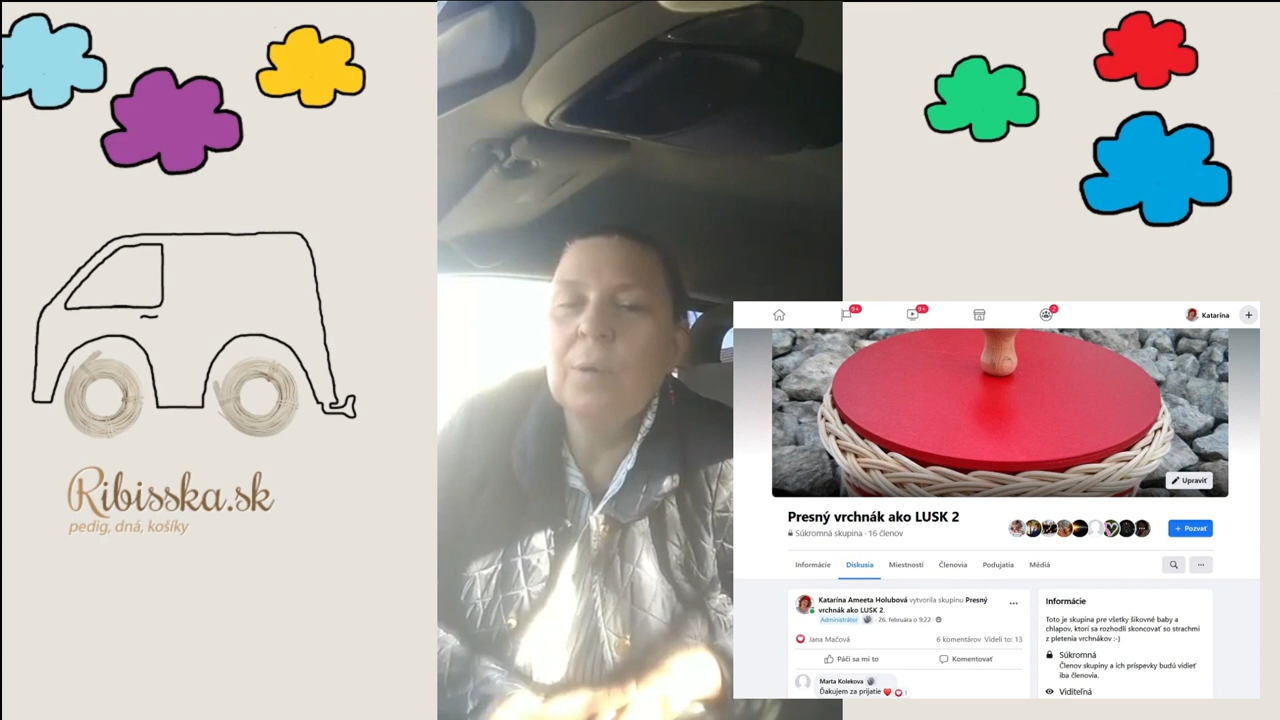 Ribisska.sk
pedig, dná, košíky
9+
9+
2
Katarína
Upraviť
Presný vrchnák ako LUSK 2
Súkromná skupina · 16 členov
+ Pozvať
Informácie Diskusia Miestnosti Členovia Podujatia Médiá
Katarína Ameeta Holubová vytvorila skupinu Presný
vrchnák ako LUSK 2.
Administrátor · 26. februára o 9:22 ·
Jana Mačová 6 komentárov Videli to: 13
Páči sa mi to Komentovať
Marta Kolekova
Ďakujem za prijatie 1
Informácie
Toto je skupina pre všetky šikovné baby a
chlapov, ktorí sa rozhodli skoncovať so strachmi
z pletenia vrchnákov :-)
Súkromná
Členov skupiny a ich príspevky budú vidieť
iba členovia.
Viditeľná